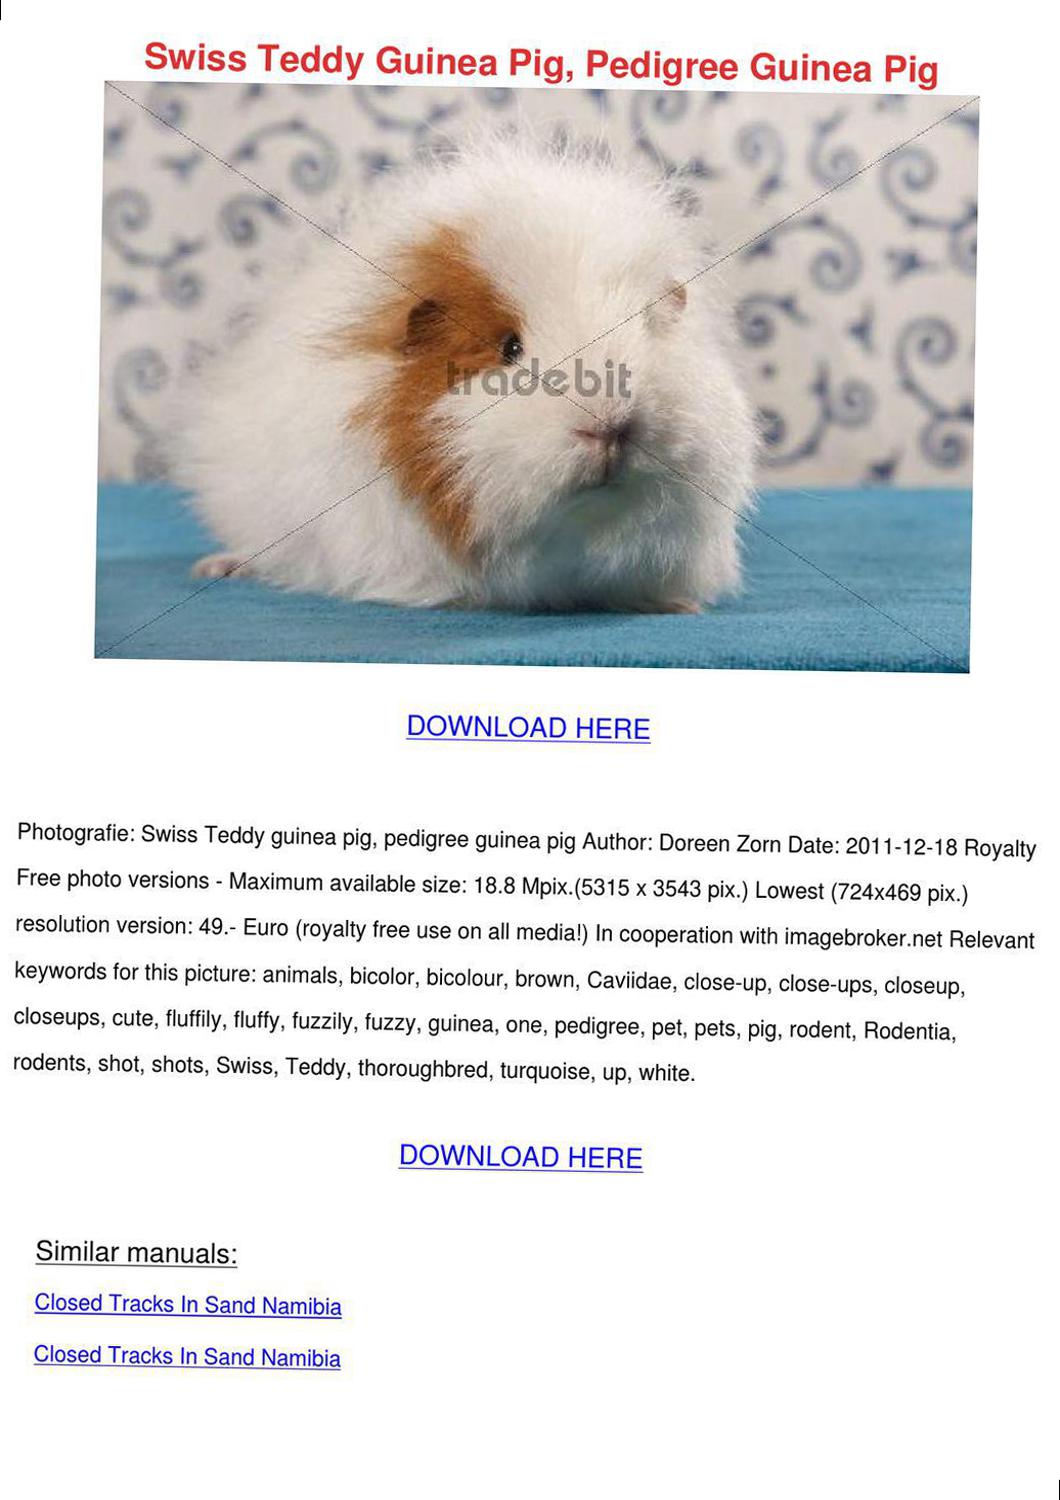 Swiss Teddy Guinea Pig, Pedigree Guinea Pig
tradebit
DOWNLOAD HERE
Photografie: Swiss Teddy guinea pig, pedigree guinea pig Author: Doreen Zorn Date: 2011-12-18 Royalty
Free photo versions - Maximum available size: 18.8 Mpix.(5315 x 3543 pix.) Lowest (724x469 pix.)
resolution version: 49.- Euro (royalty free use on all media!) In cooperation with imagebroker.net Relevant
keywords for this picture: animals, bicolor, bicolour, brown, Caviidae, close-up, close-ups, closeup,
closeups, cute, fluffily, fluffy, fuzzily, fuzzy, guinea, one, pedigree, pet, pets, pig, rodent, Rodentia,
rodents, shot, shots, Swiss, Teddy, thoroughbred, turquoise, up, white.
DOWNLOAD HERE
Similar manuals:
Closed Tracks In Sand Namibia
Closed Tracks In Sand Namibia